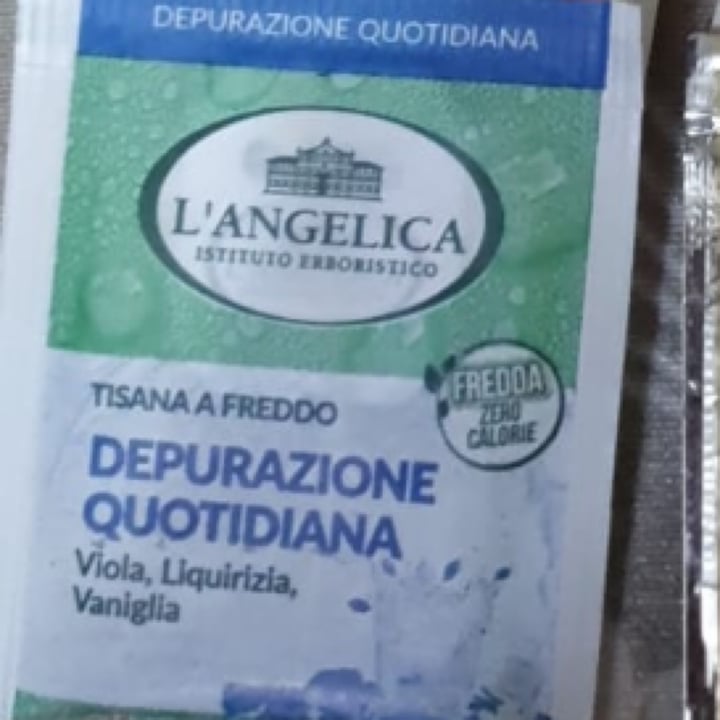 DEPURAZIONE QUOTIDIANA
L'ANGELICA
ISTITUTO ERBORISTICO
TISANA A FREDDO
FREDDA
ZERO
CALORIE
DEPURAZIONE
QUOTIDIANA
Viola, Liquirizia,
Vaniglia